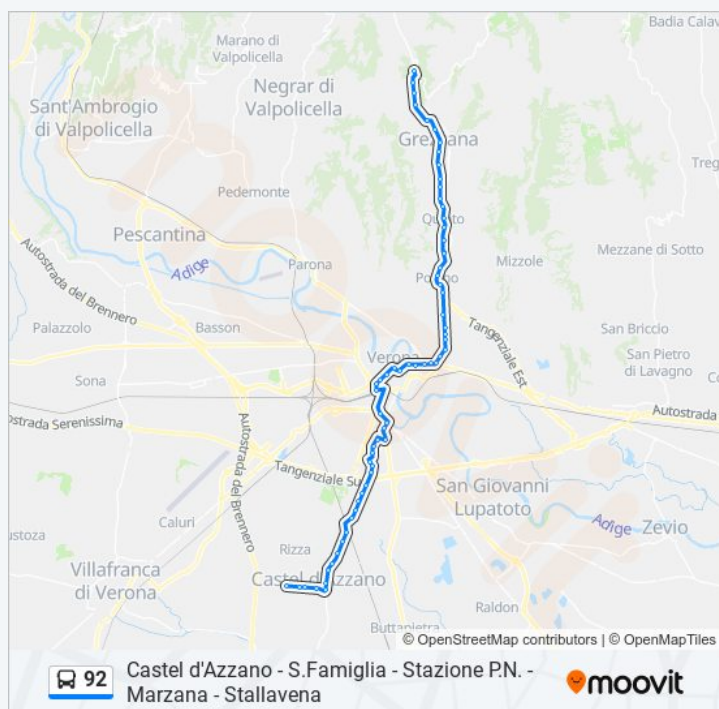 Badia Calav
Marano di
Valpolicella
Negrar di
Valpolicella
Sant'Ambrogio
di Valpolicella
Grezzana
Treg
Pedemonte
Quinto
Pescantina
Mezzane di Sotto
Adige
Parona
Poiano
Mizzole
Autostrada del Brennero
Palazzolo
Basson
San Briccio
Tangenziale Est
Verona
San Pietro
di Lavagno
Sona
Autostrada
ostrada Serenissima
Autostrada del Brennero
Tangenziale Su
San Giovanni
Lupatoto
Caluri
Adige
Zevio
ustoza
Rizza
Villafranca
di Verona
Castel d'Azzano
Raldon
Buttapietra
© OpenStreetMap contributors | © OpenMapTiles
92
Castel d'Azzano - S.Famiglia - Stazione P.N. -
Marzana - Stallavena
moovit